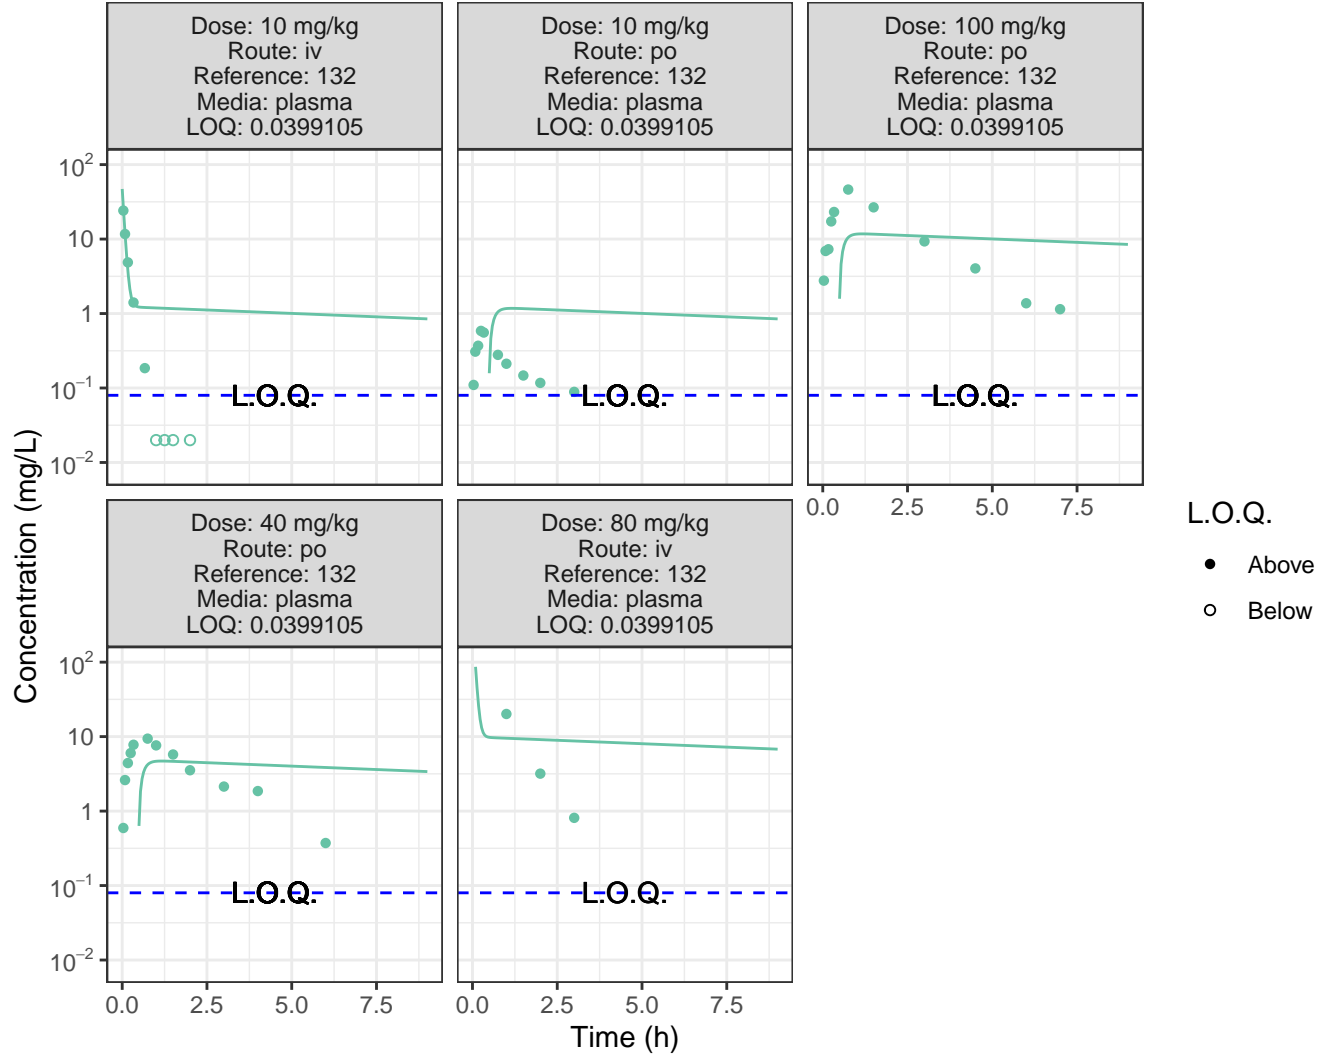 Dose: 10 mg/kg
Route: iv
Reference: 132
Media: plasma
LOQ: 0.0399105
Dose: 10 mg/kg
Route: po
Reference: 132
Media: plasma
LOQ: 0.0399105
Dose: 100 mg/kg
Route: po
Reference: 132
Media: plasma
LOQ: 0.0399105
10²
10
1
10⁻¹
10⁻²
L.O.Q.
L.O.Q.
L.O.Q.
0.0 2.5 5.0 7.5
Dose: 40 mg/kg
Route: po
Reference: 132
Media: plasma
LOQ: 0.0399105
Dose: 80 mg/kg
Route: iv
Reference: 132
Media: plasma
LOQ: 0.0399105
10²
10
1
10⁻¹
10⁻²
L.O.Q.
L.O.Q.
0.0 2.5 5.0 7.5
0.0 2.5 5.0 7.5
Time (h)
Concentration (mg/L)
L.O.Q.
Above
Below